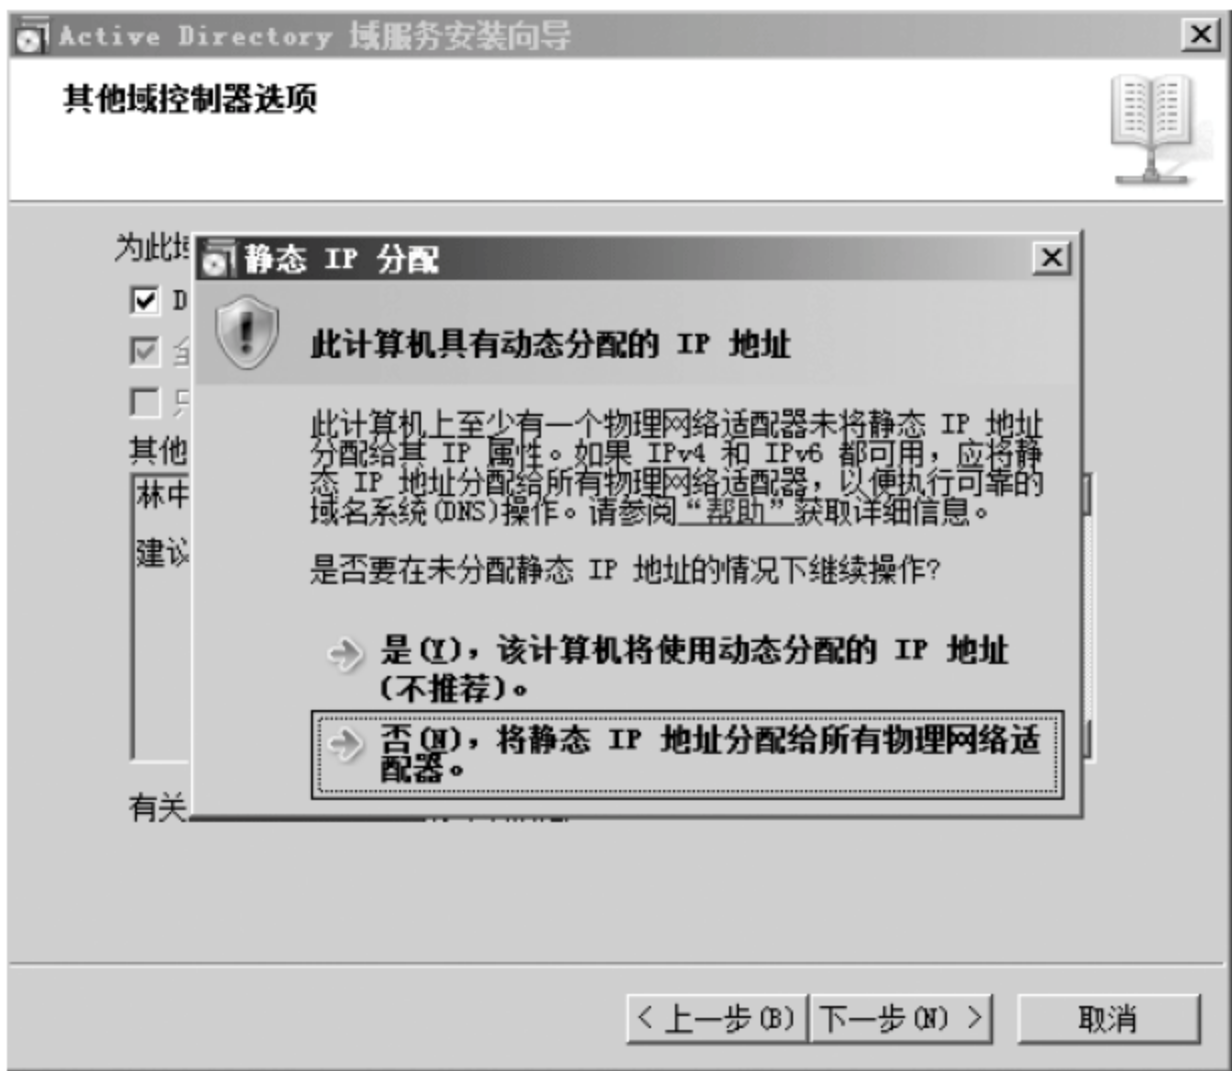 Active Directory 域服务安装向导
其他域控制器选项
为此
D
其他
林中
建议
有关
静态 IP 分配
此计算机具有动态分配的 IP 地址
此计算机上至少有一个物理网络适配器未将静态 IP 地址
分配给其 IP 属性。如果 IPv4 和 IPv6 都可用，应将静
态 IP 地址分配给所有物理网络适配器，以便执行可靠的
域名系统(DNS)操作。请参阅“帮助”获取详细信息。
是否要在未分配静态 IP 地址的情况下继续操作?
是(Y)，该计算机将使用动态分配的 IP 地址
(不推荐)。
否(N)，将静态 IP 地址分配给所有物理网络适
配器。
< 上一步(B)
下一步(N) >
取消